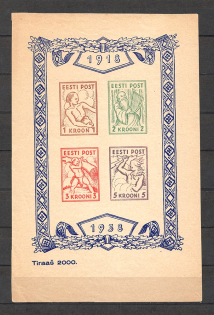 1918
EESTI POST
1 KROON 1
EESTI POST
2 KROONI 2
EESTI POST
3 KROONI 3
EESTI POST
5 KROONI 5
1938
Tiraaž 2000.